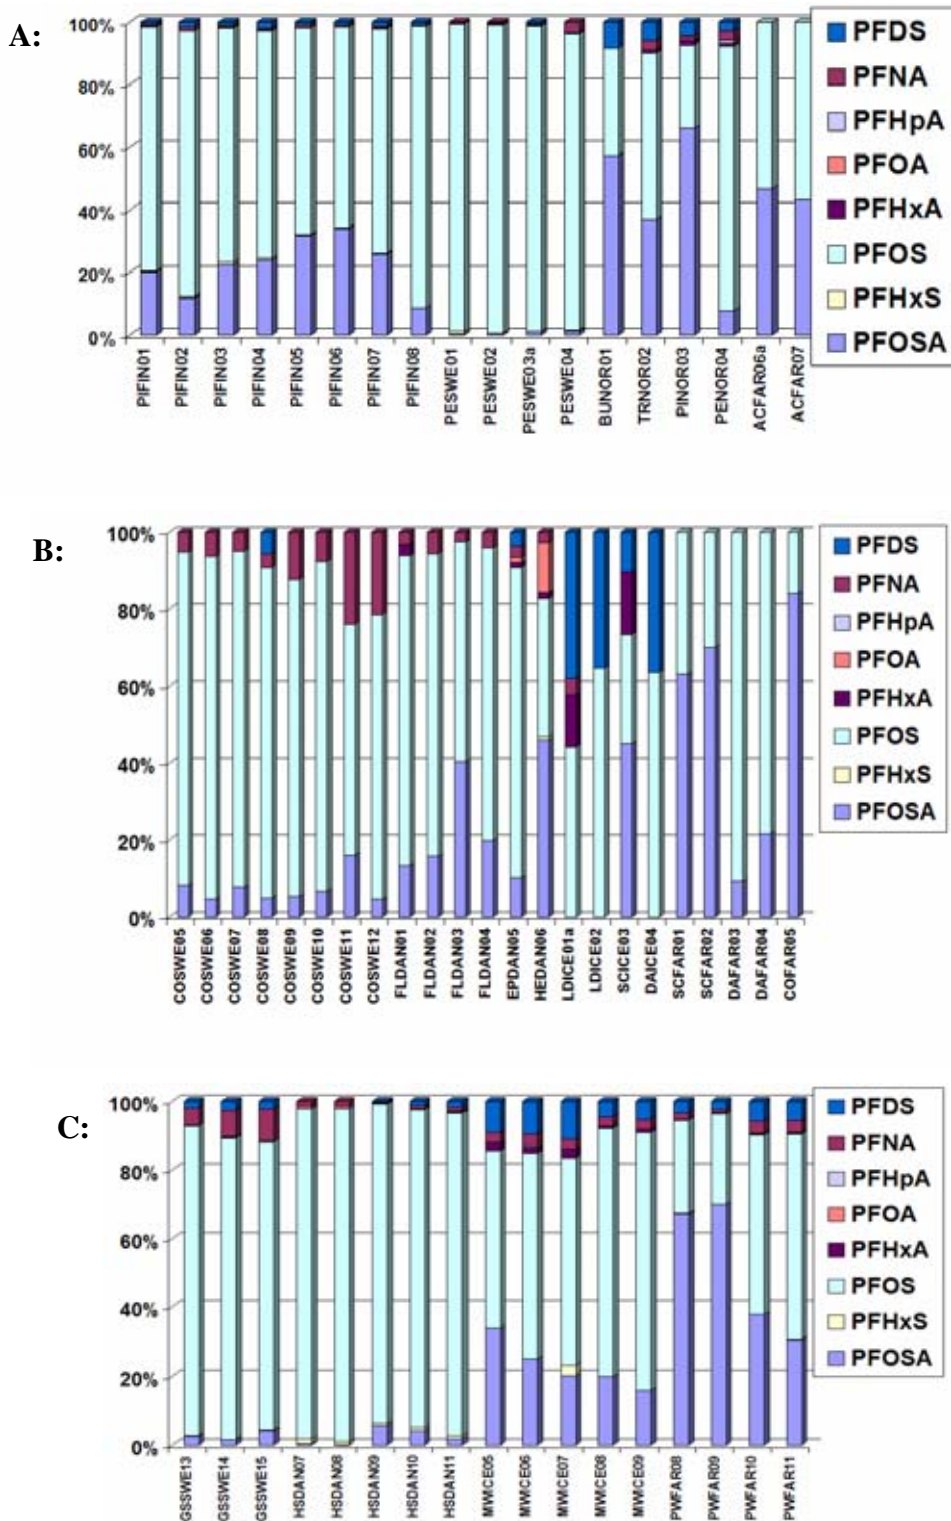 A:
100%
80%
60%
40%
20%
0%
PIFIN01
PIFIN02
PIFIN03
PIFIN04
PIFIN05
PIFIN06
PIFIN07
PIFIN08
PESWE01
PESWE02
PESWE03a
PESWE04
BUNOR01
TRNOR02
PINOR03
PENOR04
ACFAR06a
ACFAR07
PFDS
PFNA
PFHpA
PFOA
PFHxA
PFOS
PFHxS
PFOSA
B:
100%
80%
60%
40%
20%
0%
COSWE05
COSWE06
COSWE07
COSWE08
COSWE09
COSWE10
COSWE11
COSWE12
FLDAN01
FLDAN02
FLDAN03
FLDAN04
EPDAN05
HEDAN06
LDICE01a
LDICE02
SCICE03
DAICE04
SCFAR01
SCFAR02
DAFAR03
DAFAR04
COFAR05
PFDS
PFNA
PFHpA
PFOA
PFHxA
PFOS
PFHxS
PFOSA
C:
100%
80%
60%
40%
20%
0%
GSSWE13
GSSWE14
GSSWE15
HSDAN07
HSDAN08
HSDAN09
HSDAN10
HSDAN11
MWICE05
MWICE06
MWICE07
MWICE08
MWICE09
PWFAR08
PWFAR09
PWFAR10
PWFAR11
PFDS
PFNA
PFHpA
PFOA
PFHxA
PFOS
PFHxS
PFOSA